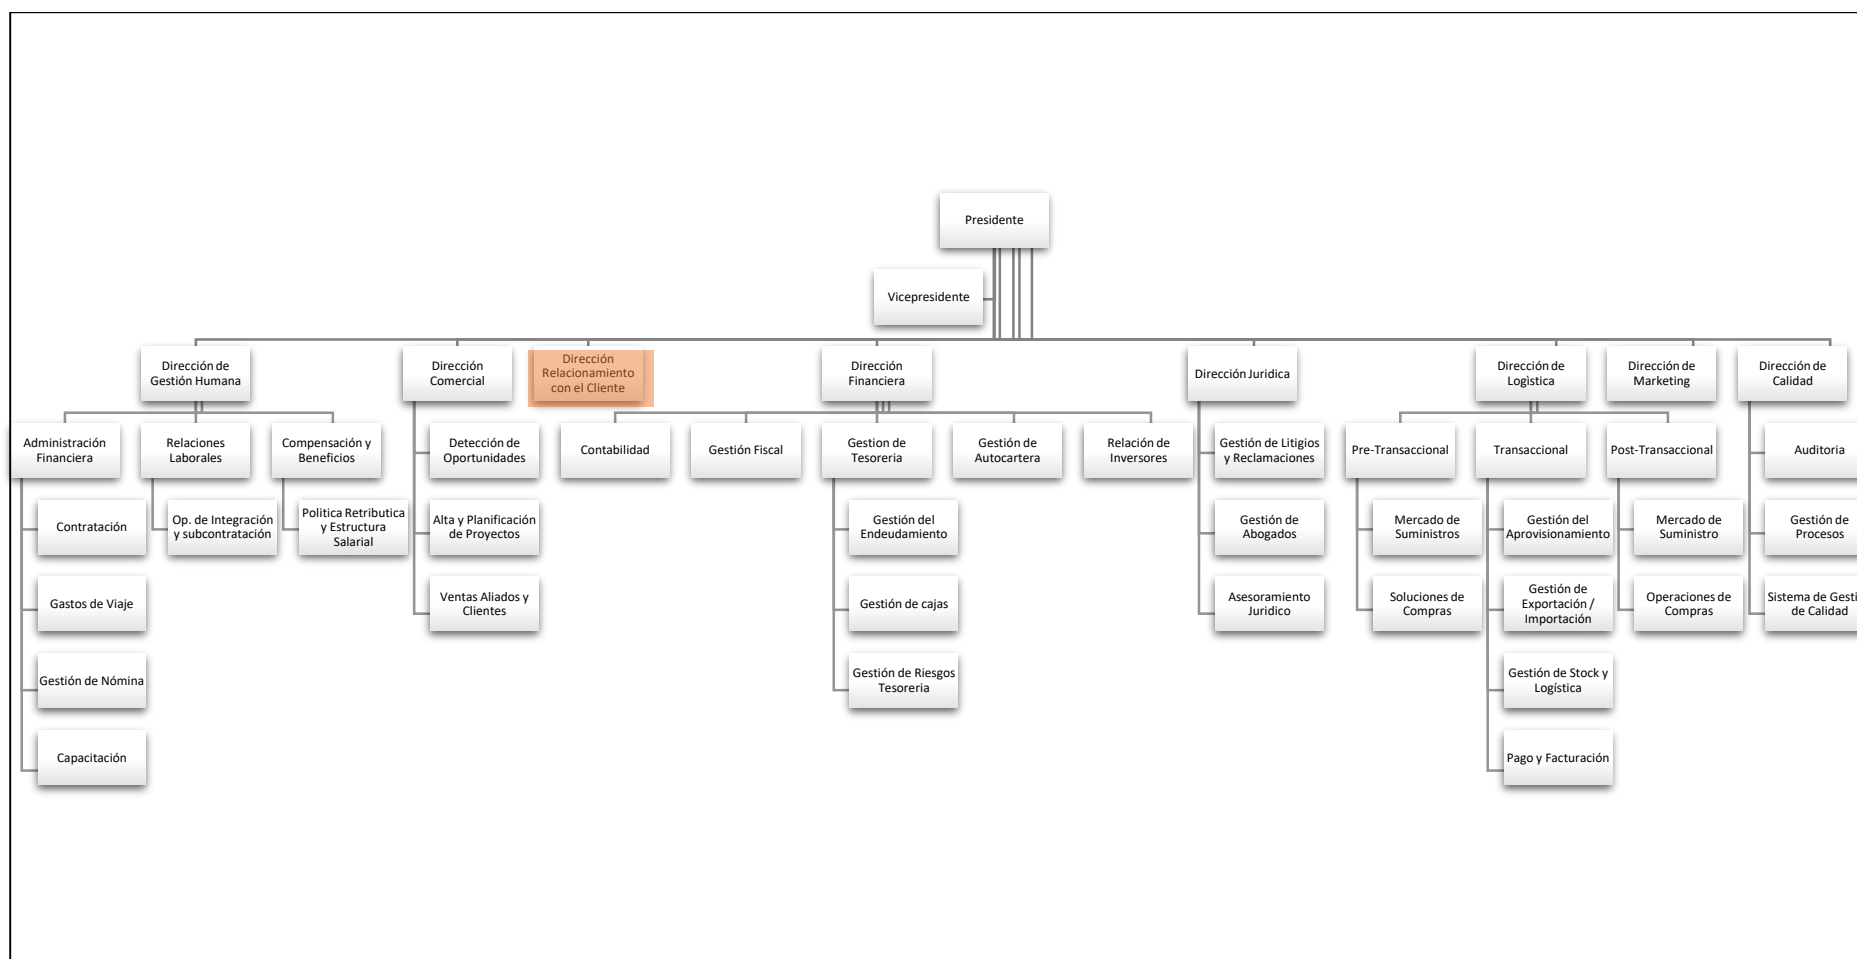 Presidente
Vicepresidente
Dirección de
Gestión Humana
Dirección
Comercial
Dirección
Relacionamiento
con el Cliente
Dirección
Financiera
Dirección Juridica
Dirección de
Logìstica
Dirección de
Marketing
Dirección de
Calidad
Administración
Financiera
Relaciones
Laborales
Compensación y
Beneficios
Detección de
Oportunidades
Contabilidad
Gestión Fiscal
Gestion de
Tesoreria
Gestión de
Autocartera
Relación de
Inversores
Gestión de Litigios
y Reclamaciones
Pre-Transaccional
Transaccional
Post-Transaccional
Auditoria
Contratación
Op. de Integración
y subcontratación
Politica Retributica
y Estructura
Salarial
Alta y Planificación
de Proyectos
Gestión del
Endeudamiento
Gestión de
Abogados
Mercado de
Suministros
Gestión del
Aprovisionamiento
Mercado de
Suministro
Gestión de
Procesos
Gastos de Viaje
Ventas Aliados y
Clientes
Gestión de cajas
Asesoramiento
Juridico
Soluciones de
Compras
Gestión de
Exportación /
Importación
Operaciones de
Compras
Sistema de Gesti
de Calidad
Gestión de Nómina
Gestión de Riesgos
Tesoreria
Gestión de Stock y
Logística
Capacitación
Pago y Facturación